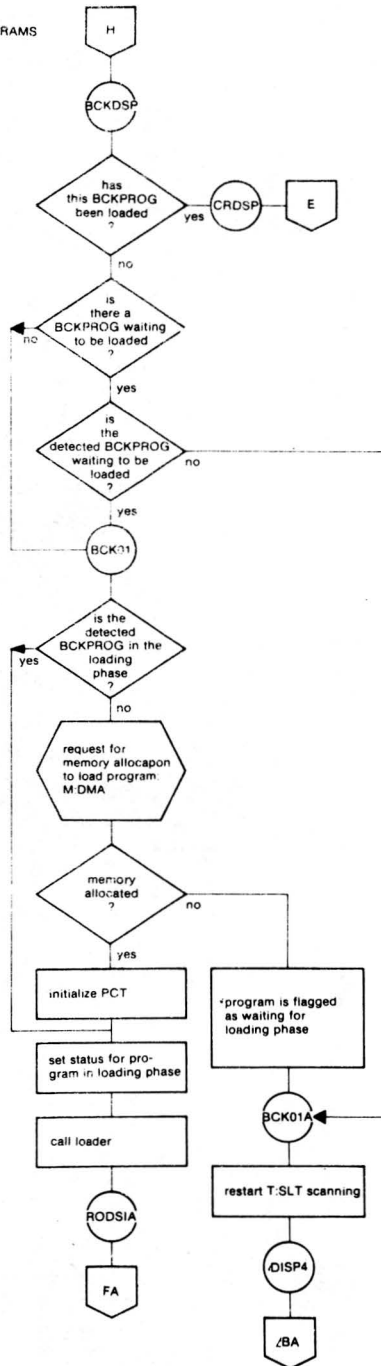 RAMS
H
BCKDSP
has
this BCKPROG
been loaded
?
yes
CRDSP
E
no
is
there a
BCKPROG waiting
to be loaded
?
no
yes
is
the
detected BCKPROG
waiting to be
loaded
?
no
yes
BCK01
is the
detected
BCKPROG in the
loading
phase
?
yes
no
request for
memory allocapon
to load program:
M:DMA
memory
allocated
?
no
yes
initialize PCT
program is flagged
as waiting for
loading phase
set status for pro-
gram in loading phase
BCK01A
call loader
restart T:SLT scanning
RODSIA
DISP4
FA
BA